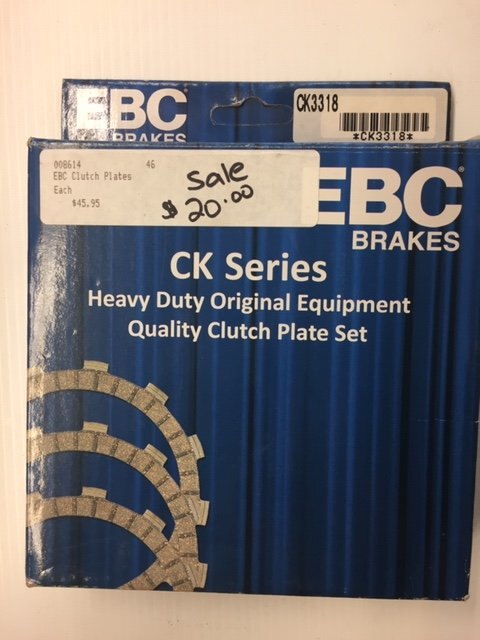 EBC
BRAKES
CK3318
*CK3318*
008614 46
EBC Clutch Plates
Each
$45.95
Sale
$20.00
EBC
BRAKES
CK Series
Heavy Duty Original Equipment
Quality Clutch Plate Set